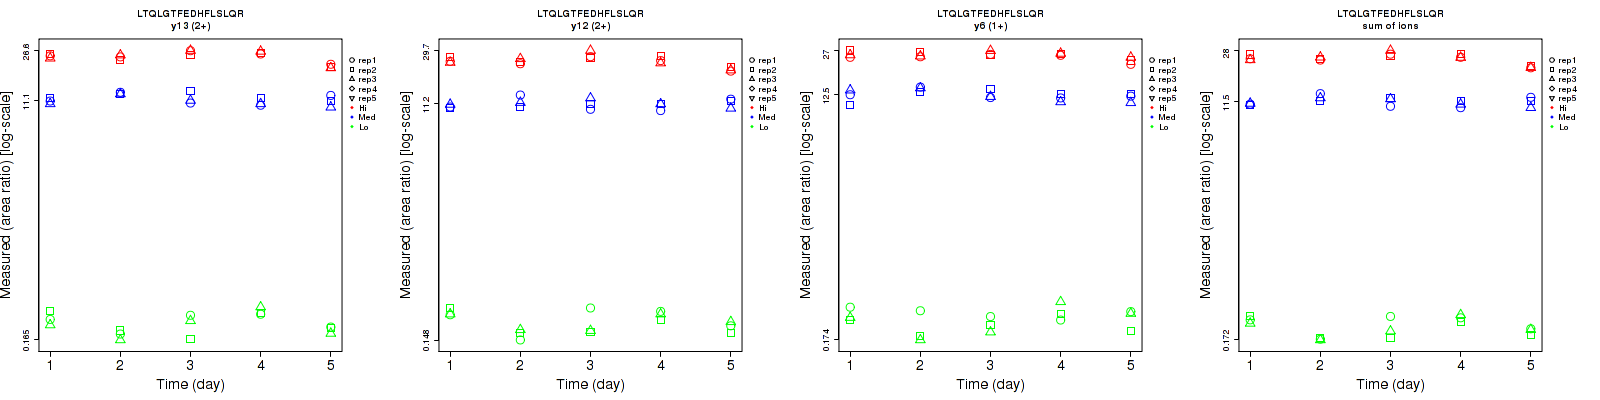 LTQLGTFEDHFLSLQR
y13 (2+)
Measured (area ratio) [log-scale]
26.8
11.1
0.165
1 2 3 4 5
Time (day)
rep1
rep2
rep3
rep4
rep5
Hi
Med
Lo
LTQLGTFEDHFLSLQR
y12 (2+)
Measured (area ratio) [log-scale]
29.7
11.2
0.148
1 2 3 4 5
Time (day)
rep1
rep2
rep3
rep4
rep5
Hi
Med
Lo
LTQLGTFEDHFLSLQR
y6 (1+)
Measured (area ratio) [log-scale]
27
12.5
0.174
1 2 3 4 5
Time (day)
rep1
rep2
rep3
rep4
rep5
Hi
Med
Lo
LTQLGTFEDHFLSLQR
sum of ions
Measured (area ratio) [log-scale]
28
11.5
0.172
1 2 3 4 5
Time (day)
rep1
rep2
rep3
rep4
rep5
Hi
Med
Lo